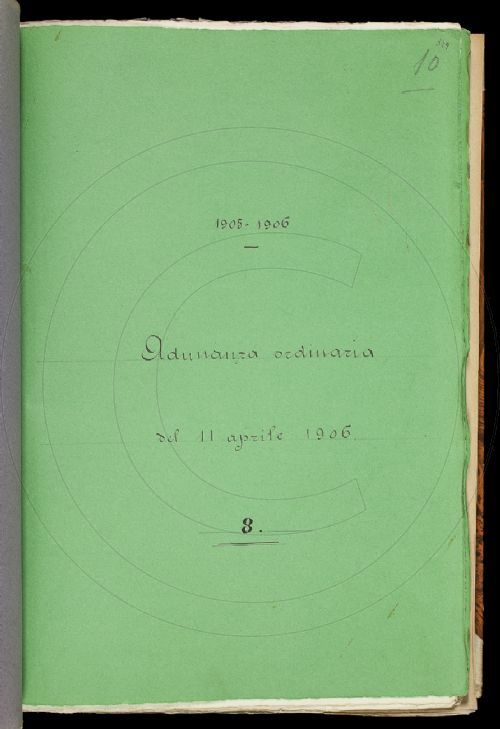 10
1905-1906
Adunanza ordinaria
del 11 aprile 1906.
8.